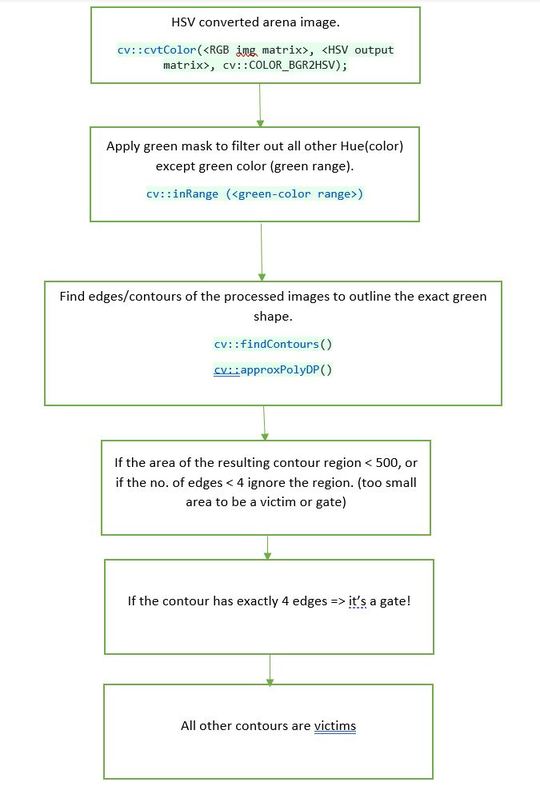 HSV converted arena image.
cv::cvtColor(<RGB img matrix>, <HSV output
matrix>, cv::COLOR_BGR2HSV);
Apply green mask to filter out all other Hue(color)
except green color (green range).
cv::inRange (<green-color range>)
Find edges/contours of the processed images to outline the exact green
shape.
cv::findContours()
cv::approxPolyDP()
If the area of the resulting contour region < 500, or
if the no. of edges < 4 ignore the region. (too small
area to be a victim or gate)
If the contour has exactly 4 edges => it’s a gate!
All other contours are victims